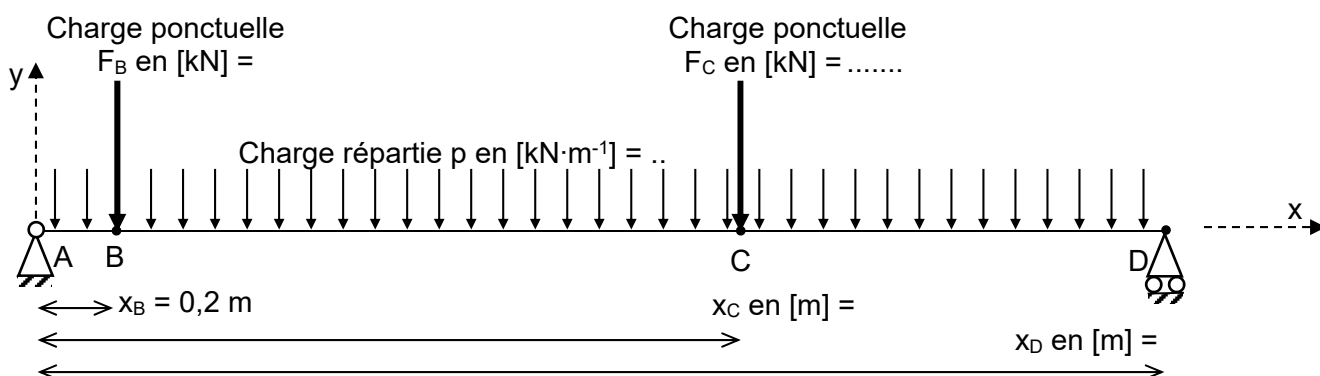 Charge ponctuelle
F_B en [kN] =
Charge ponctuelle
F_C en [kN] = .......
y
Charge répartie p en [kN·m⁻¹] = ..
x
A
B
C
D
x_B = 0,2 m
x_C en [m] =
x_D en [m] =